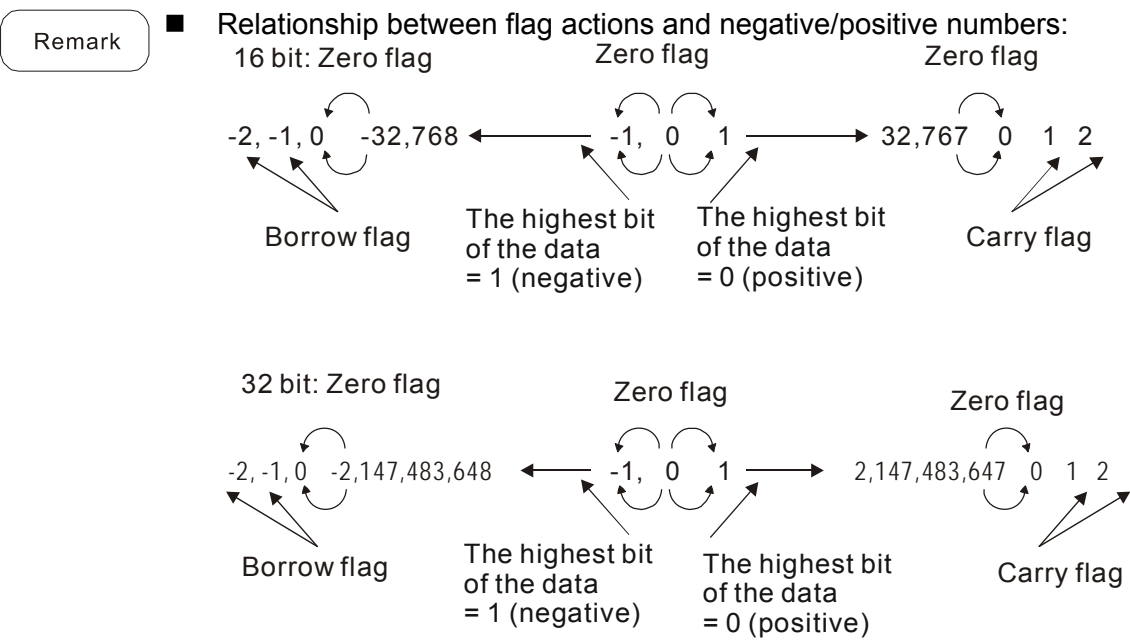 Remark
■ Relationship between flag actions and negative/positive numbers:
16 bit: Zero flag Zero flag Zero flag
-2, -1, 0 -32,768 -1, 0 1 32,767 0 1 2
Borrow flag
The highest bit
of the data
= 1 (negative)
The highest bit
of the data
= 0 (positive)
Carry flag
32 bit: Zero flag Zero flag Zero flag
-2, -1, 0 -2,147,483,648 -1, 0 1 2,147,483,647 0 1 2
Borrow flag
The highest bit
of the data
= 1 (negative)
The highest bit
of the data
= 0 (positive)
Carry flag